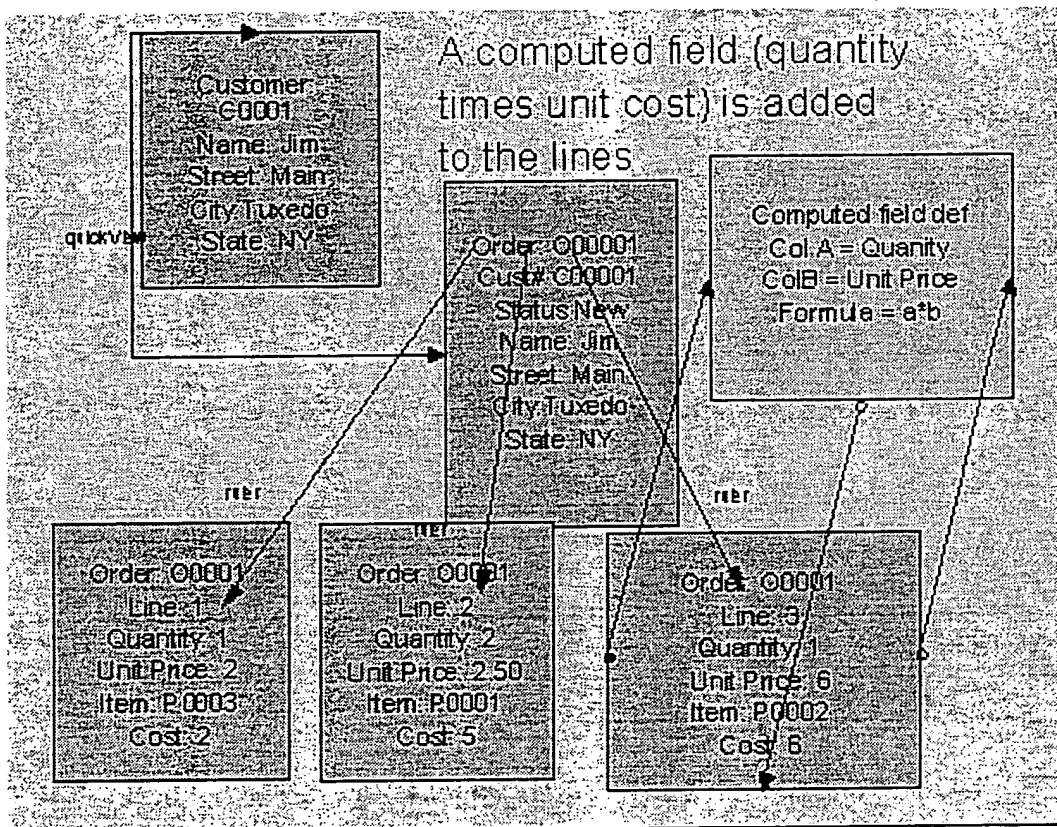 A computed field (quantity
times unit cost) is added
to the lines
Customer:
C0001
Name: Jim
Street: Main
City:Tuxedo
State: NY
quickView
Order: O00001
Cust# C00001
Status New
Name: Jim
Street: Main
City:Tuxedo
State: NY
Computed field def
Col A = Quanity
ColB = Unit Price
Formula = a*b
Order: O0001
Line: 1
Quantity: 1
Unit Price: 2
Item: P0003
Cost: 2
Order: O0001
Line: 2
Quantity: 2
Unit Price: 2.50
Item: P0001
Cost: 5
Order: O0001
Line: 3
Quantity: 1
Unit Price: 6
Item: P0002
Cost: 6